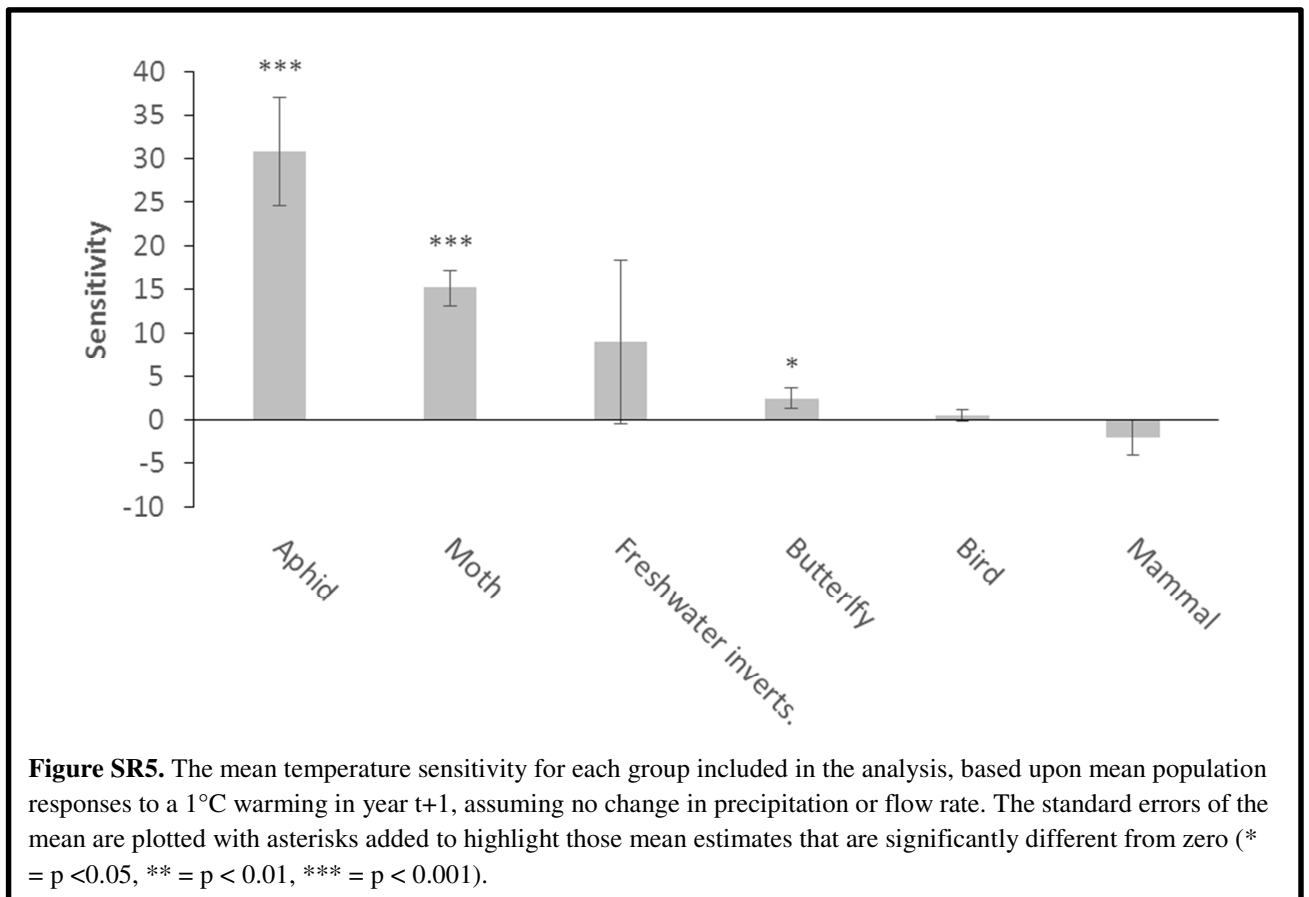 ***
40
35
30
25
20
15
10
5
0
-5
-10
Sensitivity
***
*
Aphid
Moth
Freshwater inverts.
Butterlfy
Bird
Mammal
Figure SR5. The mean temperature sensitivity for each group included in the analysis, based upon mean population
responses to a 1°C warming in year t+1, assuming no change in precipitation or flow rate. The standard errors of the
mean are plotted with asterisks added to highlight those mean estimates that are significantly different from zero (*
= p <0.05, ** = p < 0.01, *** = p < 0.001).